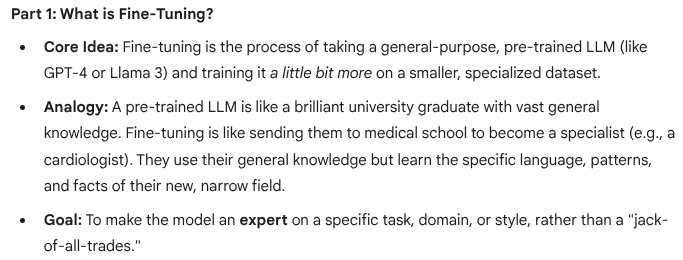 Part 1: What is Fine-Tuning?
Core Idea: Fine-tuning is the process of taking a general-purpose, pre-trained LLM (like
GPT-4 or Llama 3) and training it a little bit more on a smaller, specialized dataset.
Analogy: A pre-trained LLM is like a brilliant university graduate with vast general
knowledge. Fine-tuning is like sending them to medical school to become a specialist (e.g., a
cardiologist). They use their general knowledge but learn the specific language, patterns,
and facts of their new, narrow field.
Goal: To make the model an expert on a specific task, domain, or style, rather than a "jack-
of-all-trades."